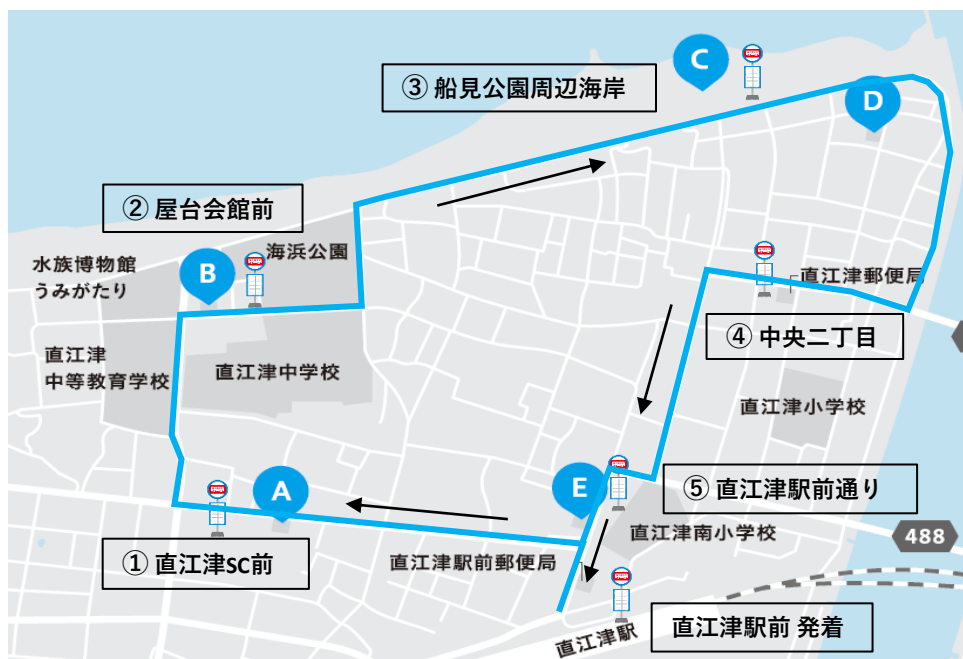 C
③ 船見公園周辺海岸
D
② 屋台会館前
海浜公園
水族博物館
うみがたり
B
直江津郵便局
④ 中央二丁目
直江津
中等教育学校
直江津中学校
直江津小学校
A
E
⑤ 直江津駅前通り
直江津南小学校
488
① 直江津SC前
直江津駅前郵便局
直江津駅
直江津駅前 発着